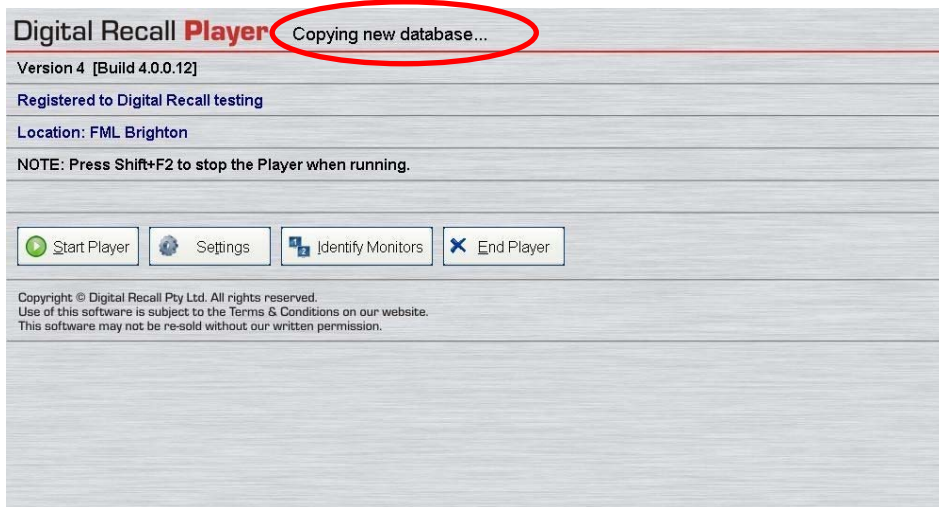 Digital Recall Player Copying new database...
Version 4 [Build 4.0.0.12]
Registered to Digital Recall testing
Location: FML Brighton
NOTE: Press Shift+F2 to stop the Player when running.
Start Player Settings Identify Monitors End Player
Copyright © Digital Recall Pty Ltd. All rights reserved.
Use of this software is subject to the Terms & Conditions on our website.
This software may not be re-sold without our written permission.